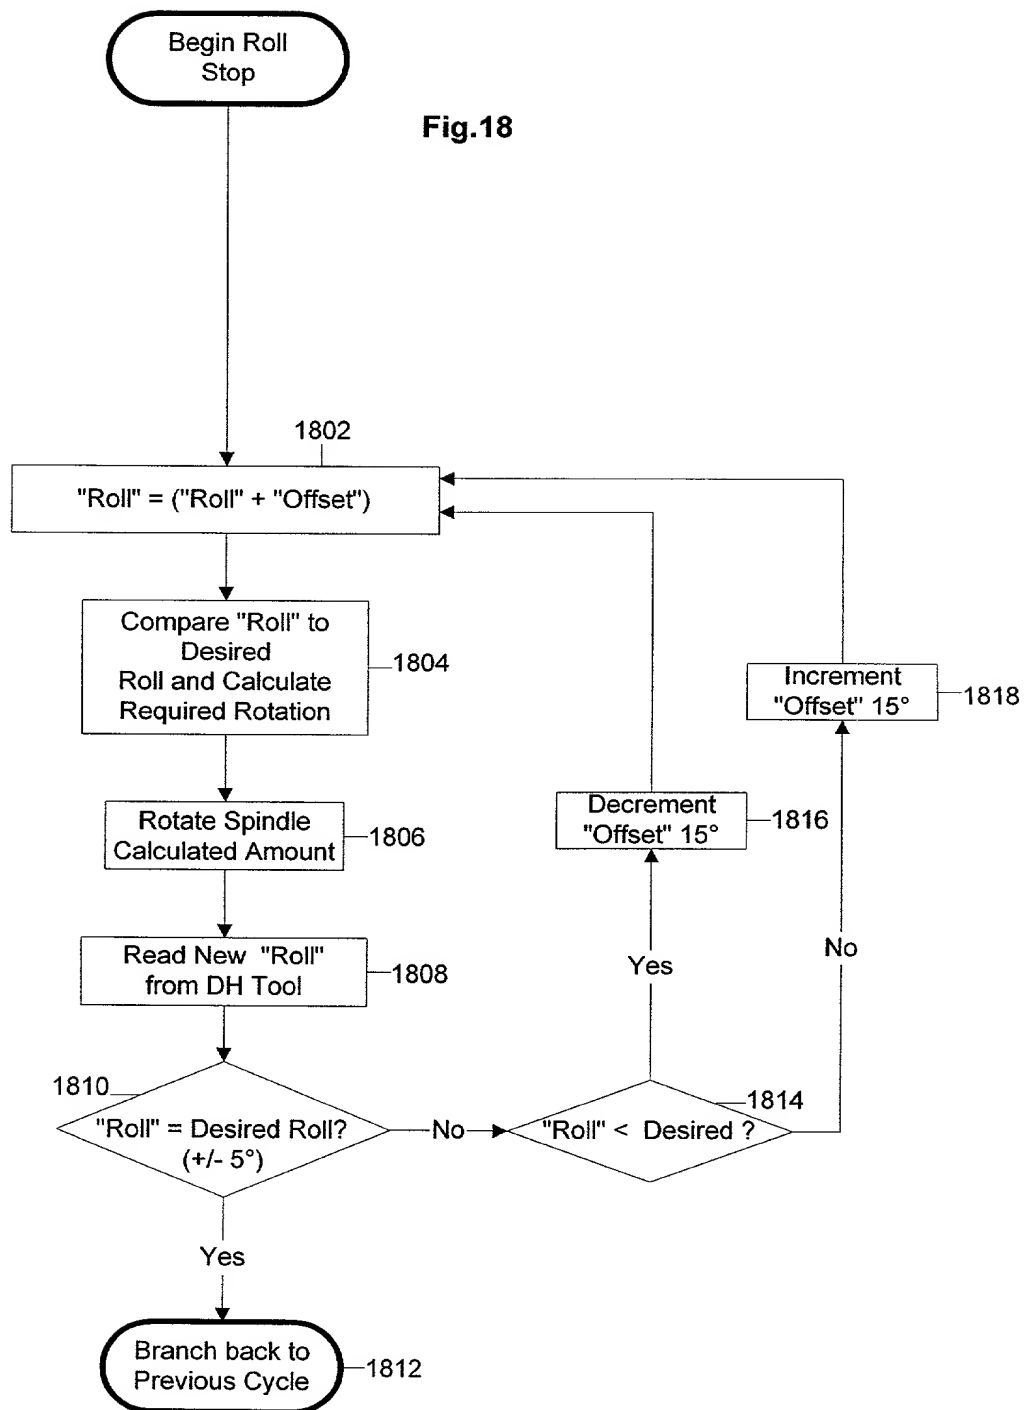 Begin Roll
Stop
Fig.18
1802
"Roll" = ("Roll" + "Offset")
Compare "Roll" to
Desired
Roll and Calculate
Required Rotation
1804
Increment
"Offset" 15°
1818
Rotate Spindle
Calculated Amount
1806
Decrement
"Offset" 15°
1816
Read New "Roll"
from DH Tool
1808
Yes
No
1810
"Roll" = Desired Roll?
(+/- 5°)
No
1814
"Roll" < Desired ?
Yes
Branch back to
Previous Cycle
1812